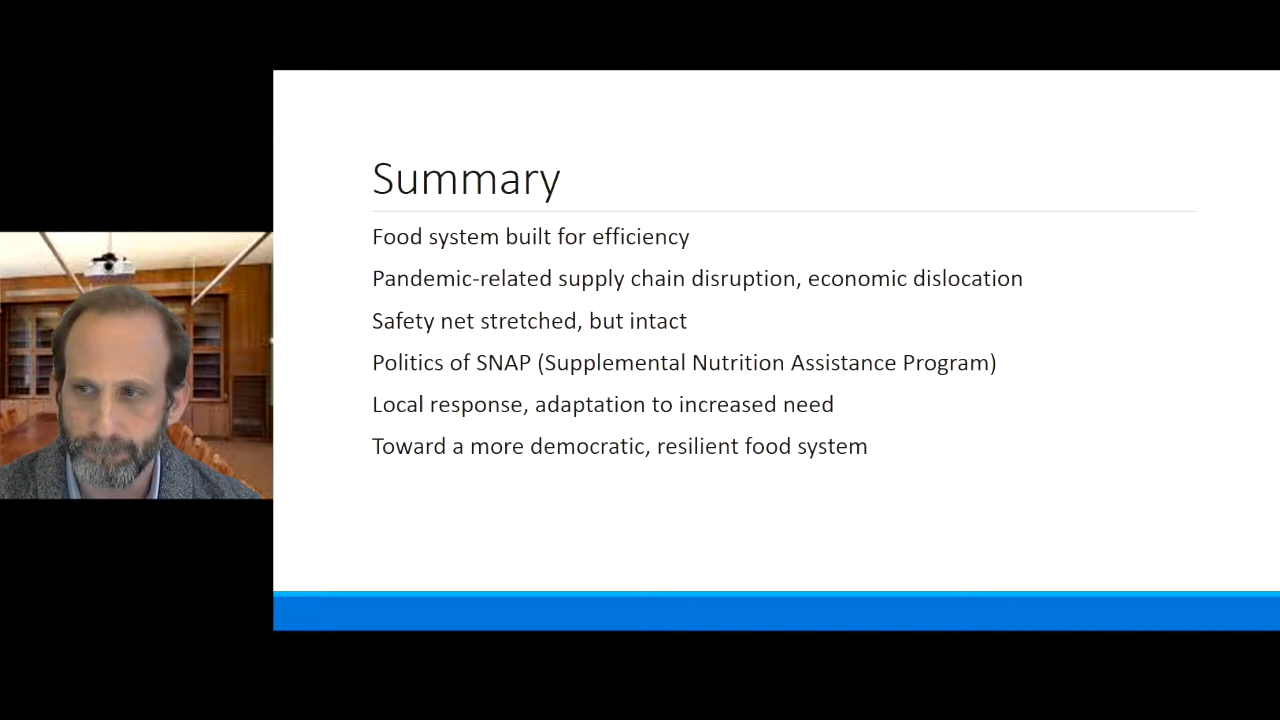 Summary
Food system built for efficiency
Pandemic-related supply chain disruption, economic dislocation
Safety net stretched, but intact
Politics of SNAP (Supplemental Nutrition Assistance Program)
Local response, adaptation to increased need
Toward a more democratic, resilient food system